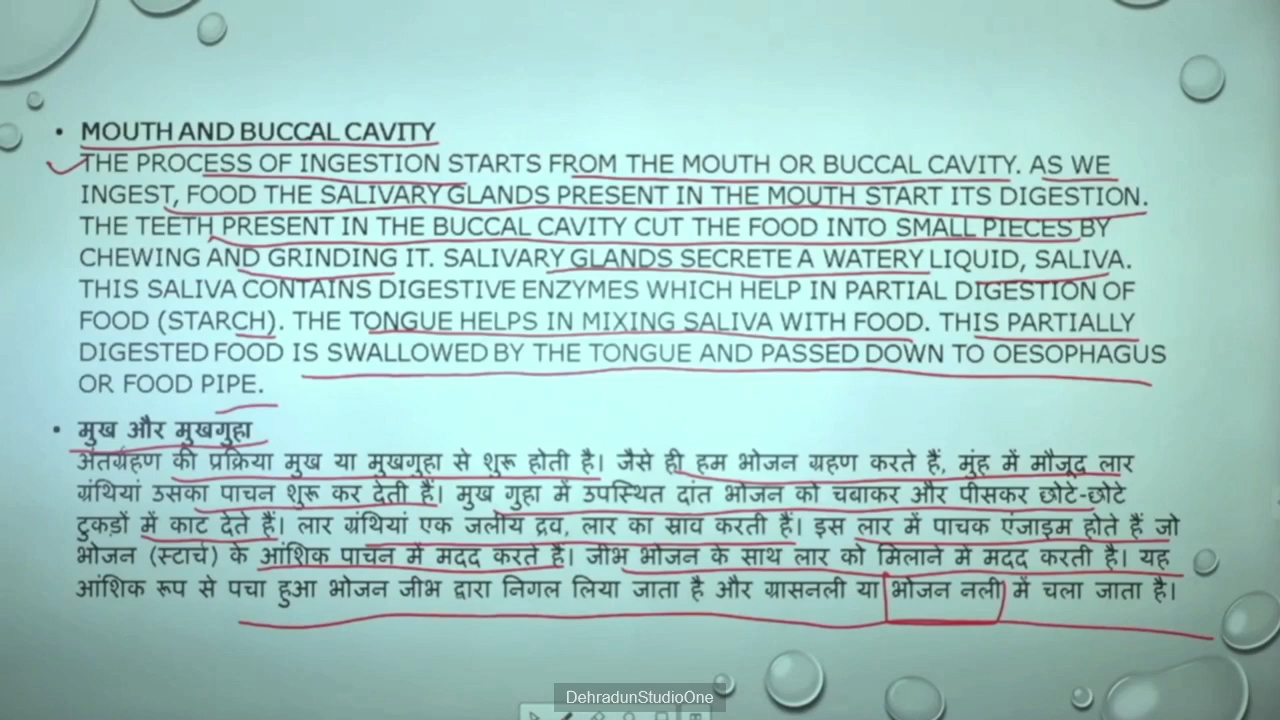 • MOUTH AND BUCCAL CAVITY
THE PROCESS OF INGESTION STARTS FROM THE MOUTH OR BUCCAL CAVITY. AS WE
INGEST, FOOD THE SALIVARY GLANDS PRESENT IN THE MOUTH START ITS DIGESTION.
THE TEETH PRESENT IN THE BUCCAL CAVITY CUT THE FOOD INTO SMALL PIECES BY
CHEWING AND GRINDING IT. SALIVARY GLANDS SECRETE A WATERY LIQUID, SALIVA.
THIS SALIVA CONTAINS DIGESTIVE ENZYMES WHICH HELP IN PARTIAL DIGESTION OF
FOOD (STARCH). THE TONGUE HELPS IN MIXING SALIVA WITH FOOD. THIS PARTIALLY
DIGESTED FOOD IS SWALLOWED BY THE TONGUE AND PASSED DOWN TO OESOPHAGUS
OR FOOD PIPE.
• मुख और मुखगुहा
अंतर्ग्रहण की प्रक्रिया मुख या मुखगुहा से शुरू होती है। जैसे ही हम भोजन ग्रहण करते हैं, मुंह में मौजूद लार
ग्रंथियां उसका पाचन शुरू कर देती हैं। मुख गुहा में उपस्थित दांत भोजन को चबाकर और पीसकर छोटे-छोटे
टुकड़ों में काट देते हैं। लार ग्रंथियां एक जलीय द्रव, लार का स्राव करती हैं। इस लार में पाचक एंजाइम होते हैं जो
भोजन (स्टार्च) के आंशिक पाचन में मदद करते हैं। जीभ भोजन के साथ लार को मिलाने में मदद करती है। यह
आंशिक रूप से पचा हुआ भोजन जीभ द्वारा निगल लिया जाता है और ग्रासनली या भोजन नली में चला जाता है।
DehradunStudioOne